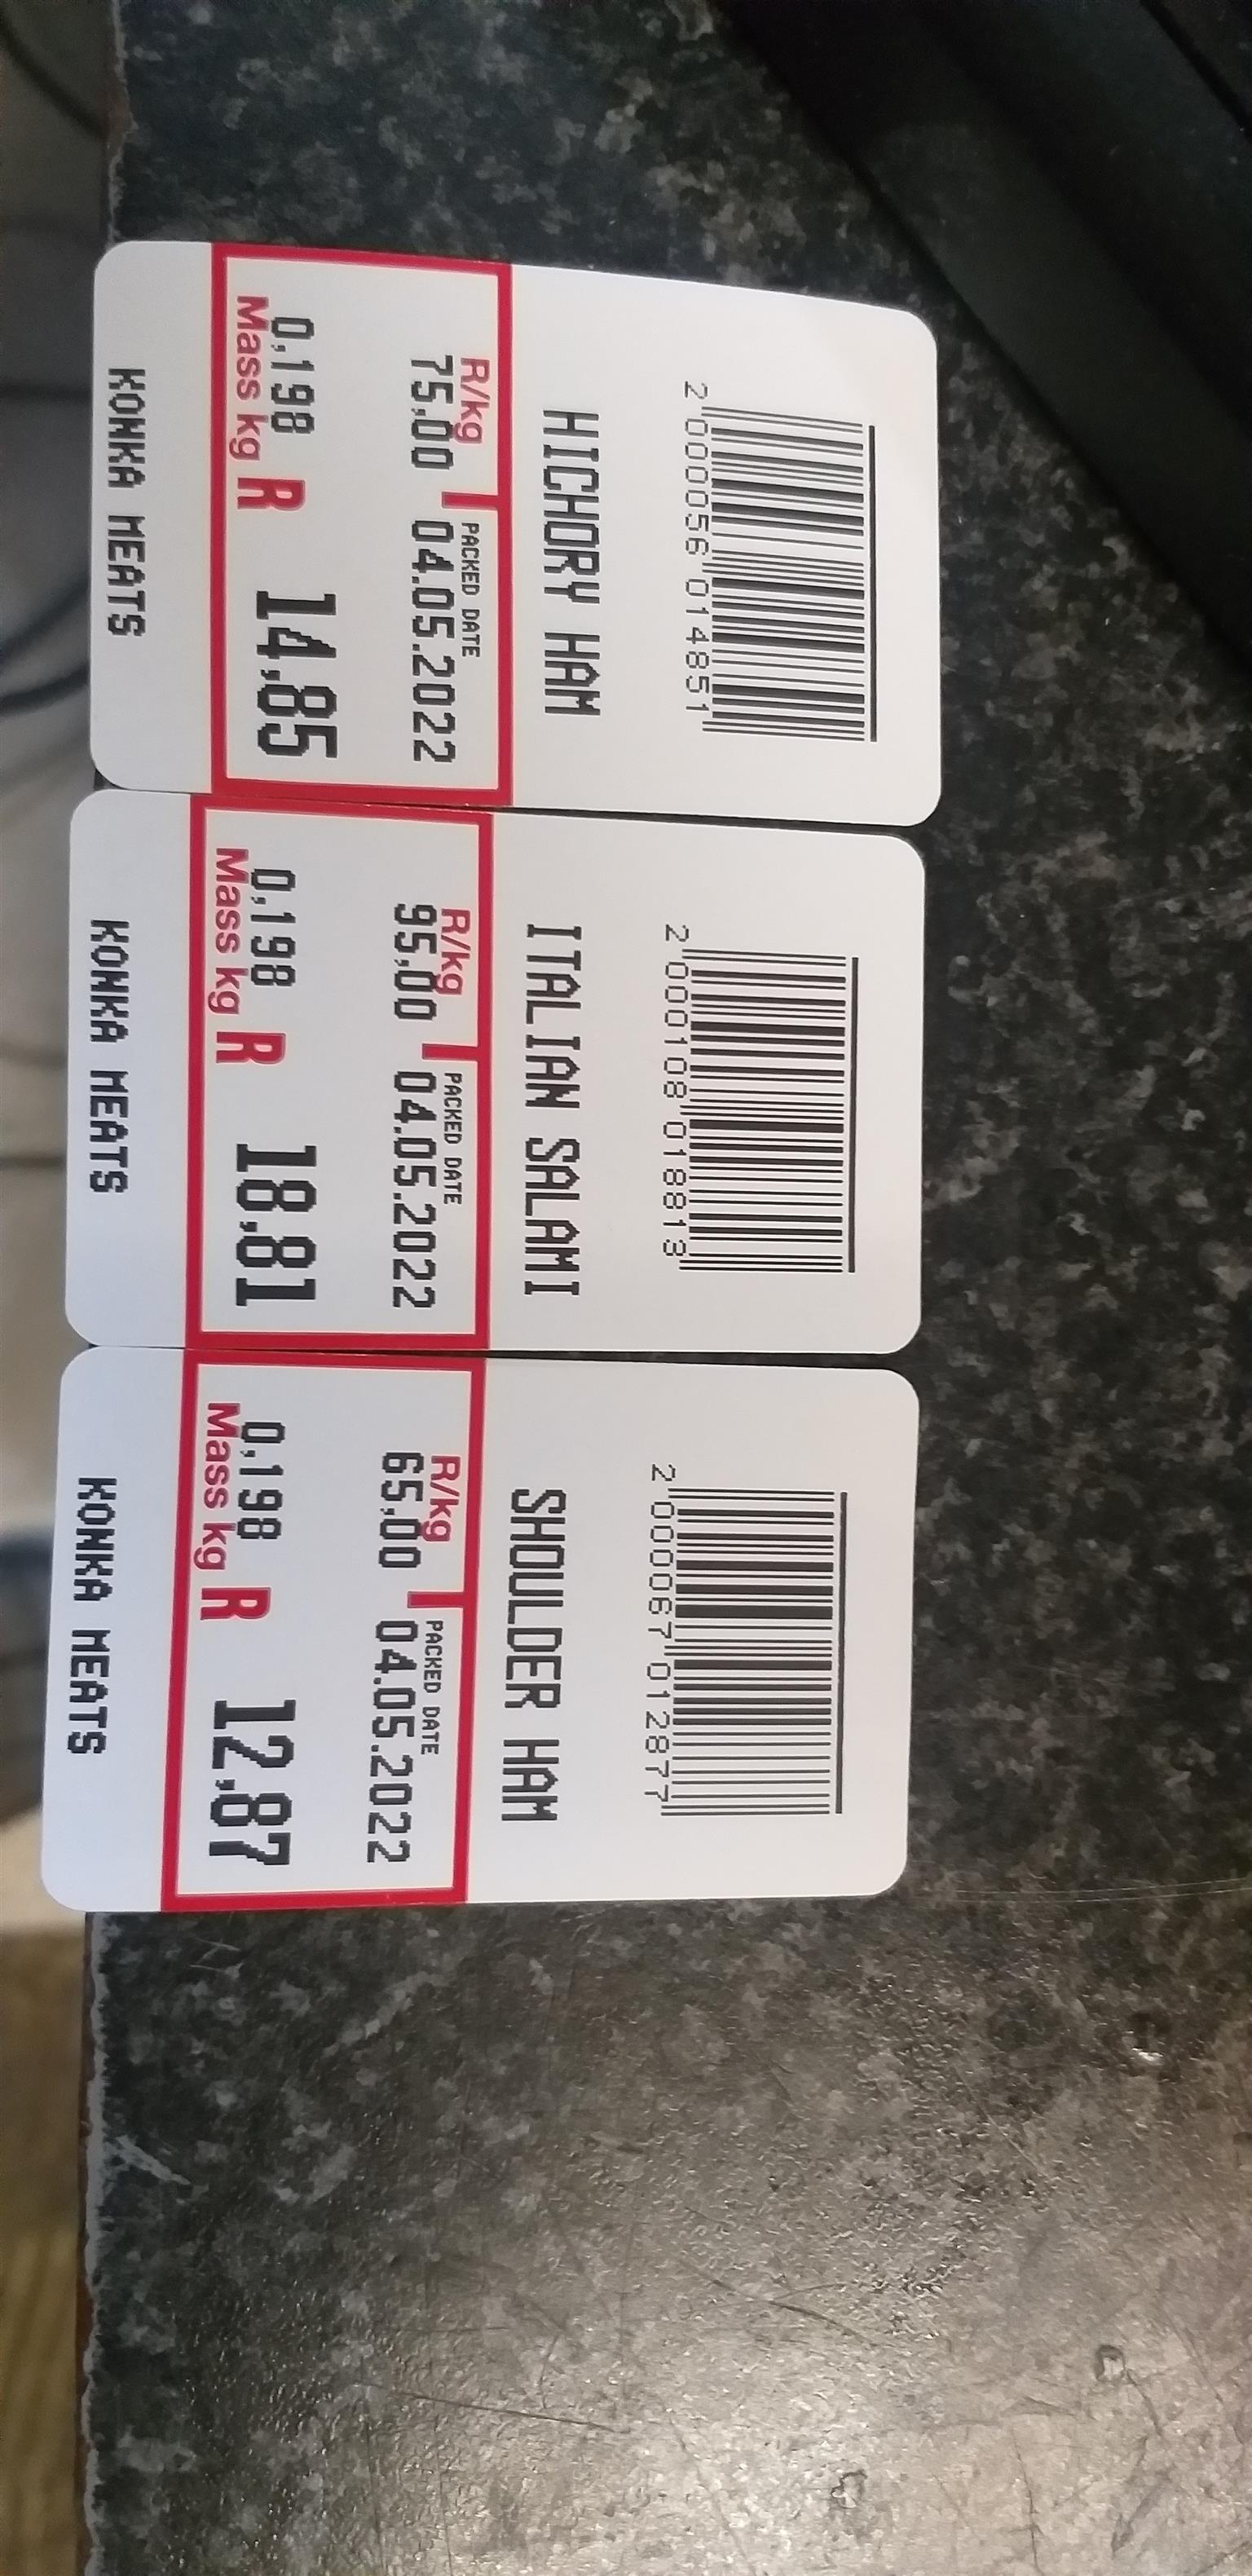 2 000056 014851
HICHORY HAM
R/kg
PACKED DATE
75,00 04.05.2022
0,198
Mass kg R 14,85
KONKA MEATS
2 000108 018813
ITALIAN SALAMI
R/kg
PACKED DATE
95,00 04.05.2022
0,198
Mass kg R 18,81
KONKA MEATS
2 000067 012877
SHOULDER HAM
R/kg
PACKED DATE
65,00 04.05.2022
0,198
Mass kg R 12,87
KONKA MEATS